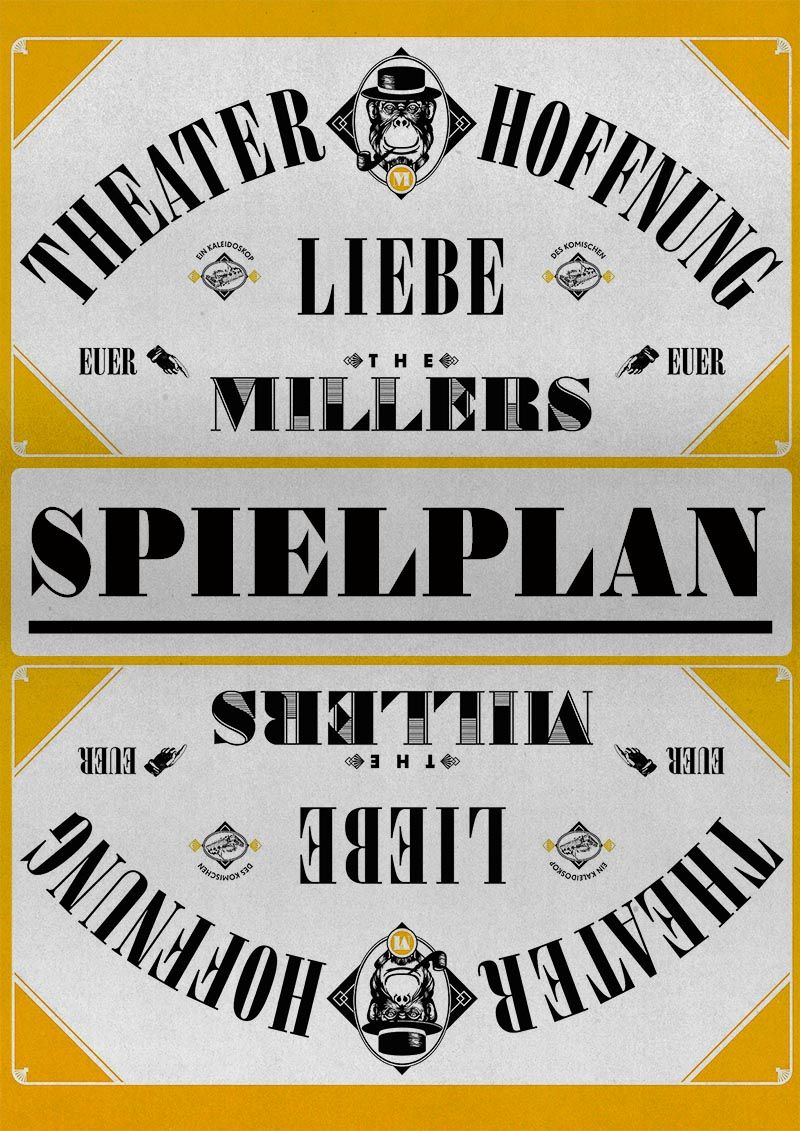 THEATER HOFFNUNG
EIN KALEIDOSKOP
DES KOMISCHEN
LIEBE
EUER
EUER
THE
MILLERS
SPIELPLAN
MILLERS
THE
EUER
EUER
LIEBE
DES KOMISCHEN
EIN KALEIDOSKOP
THEATER HOFFNUNG
M
M